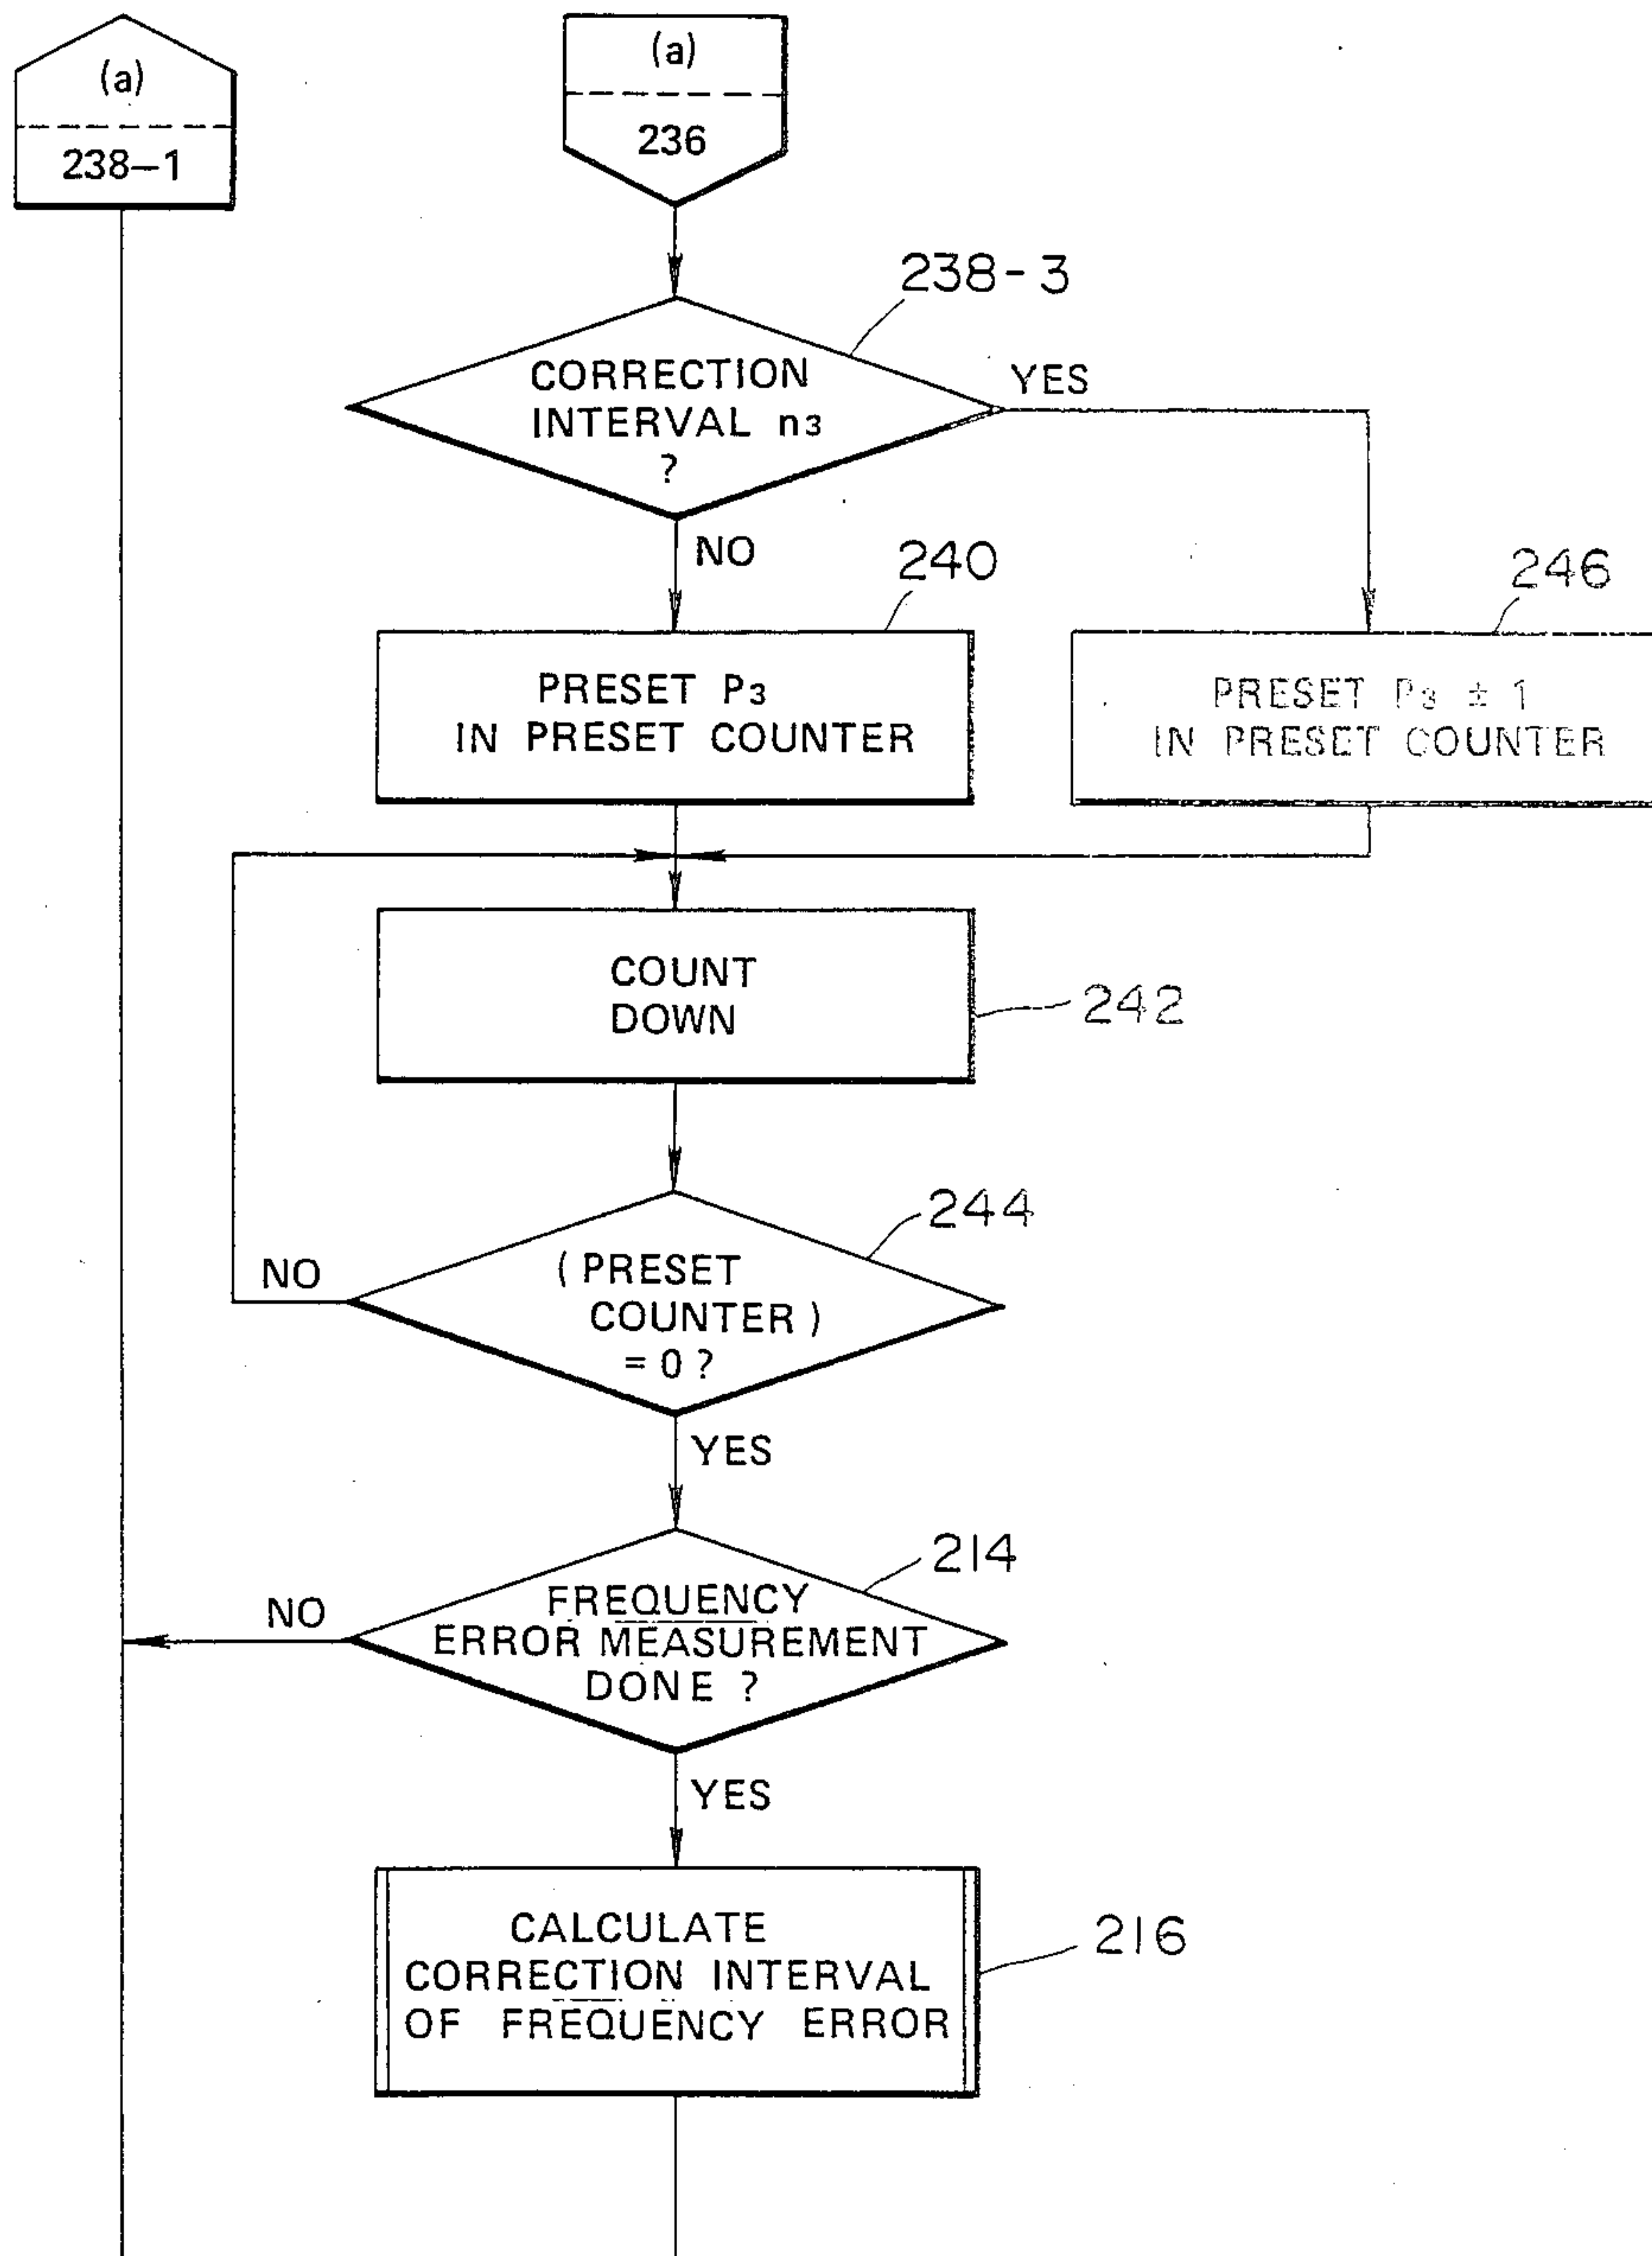 (a)
238-1
(a)
236
238-3
CORRECTION
INTERVAL n3
?
YES
NO
240
246
PRESET P3
IN PRESET COUNTER
PRESET P3 ± 1
IN PRESET COUNTER
COUNT
DOWN
242
244
(PRESET
COUNTER)
= 0 ?
NO
YES
214
FREQUENCY
ERROR MEASUREMENT
DONE ?
NO
YES
CALCULATE
CORRECTION INTERVAL
OF FREQUENCY ERROR
216